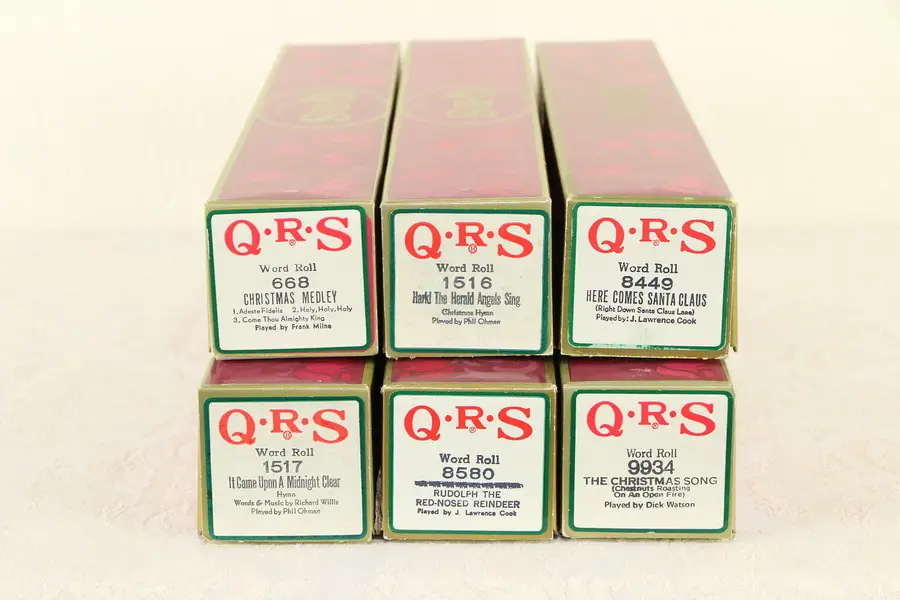 Q·R·S
®
Word Roll
668
CHRISTMAS MEDLEY
1. Adeste Fidelis 2. Holy, Holy, Holy
3. Come Thou Almighty King
Played by Frank Milne
Q·R·S
®
Word Roll
1516
Hark! The Herald Angels Sing
Christmas Hymn
Played by Phil Ohman
Q·R·S
®
Word Roll
8449
HERE COMES SANTA CLAUS
(Right Down Santa Claus Lane)
Played by: J. Lawrence Cook
Q·R·S
®
Word Roll
1517
It Came Upon A Midnight Clear
Hymn
Words & Music by Richard Willis
Played by Phil Ohman
Q·R·S
®
Word Roll
8580
RUDOLPH THE
RED-NOSED REINDEER
Played by J. Lawrence Cook
Q·R·S
®
Word Roll
9934
THE CHRISTMAS SONG
(Chestnuts Roasting
On An Open Fire)
Played by Dick Watson